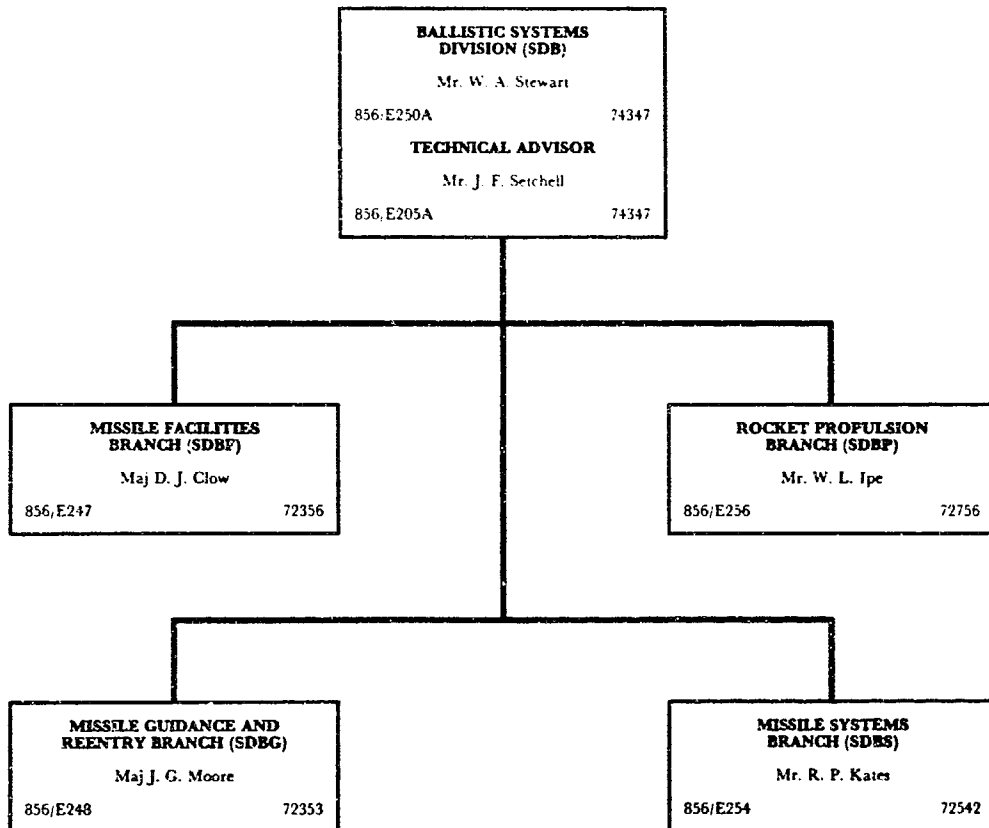 BALLISTIC SYSTEMS
DIVISION (SDB)
Mr. W. A. Stewart
856/E250A 74347
TECHNICAL ADVISOR
Mr. J. F. Setchell
856/E205A 74347
MISSILE FACILITIES
BRANCH (SDBF)
Maj D. J. Clow
856/E247 72356
ROCKET PROPULSION
BRANCH (SDBP)
Mr. W. L. Ipe
856/E256 72756
MISSILE GUIDANCE AND
REENTRY BRANCH (SDBG)
Maj J. G. Moore
856/E248 72353
MISSILE SYSTEMS
BRANCH (SDBS)
Mr. R. P. Kates
856/E254 72542